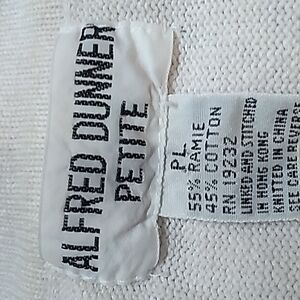 ALFRED DUNNER
PETITE
PL
55% RAMIE
45% COTTON
RN 19232
LINKED AND STITCHED
IN HONG KONG
KNITTED IN CHINA
SEE CARE REVERSE